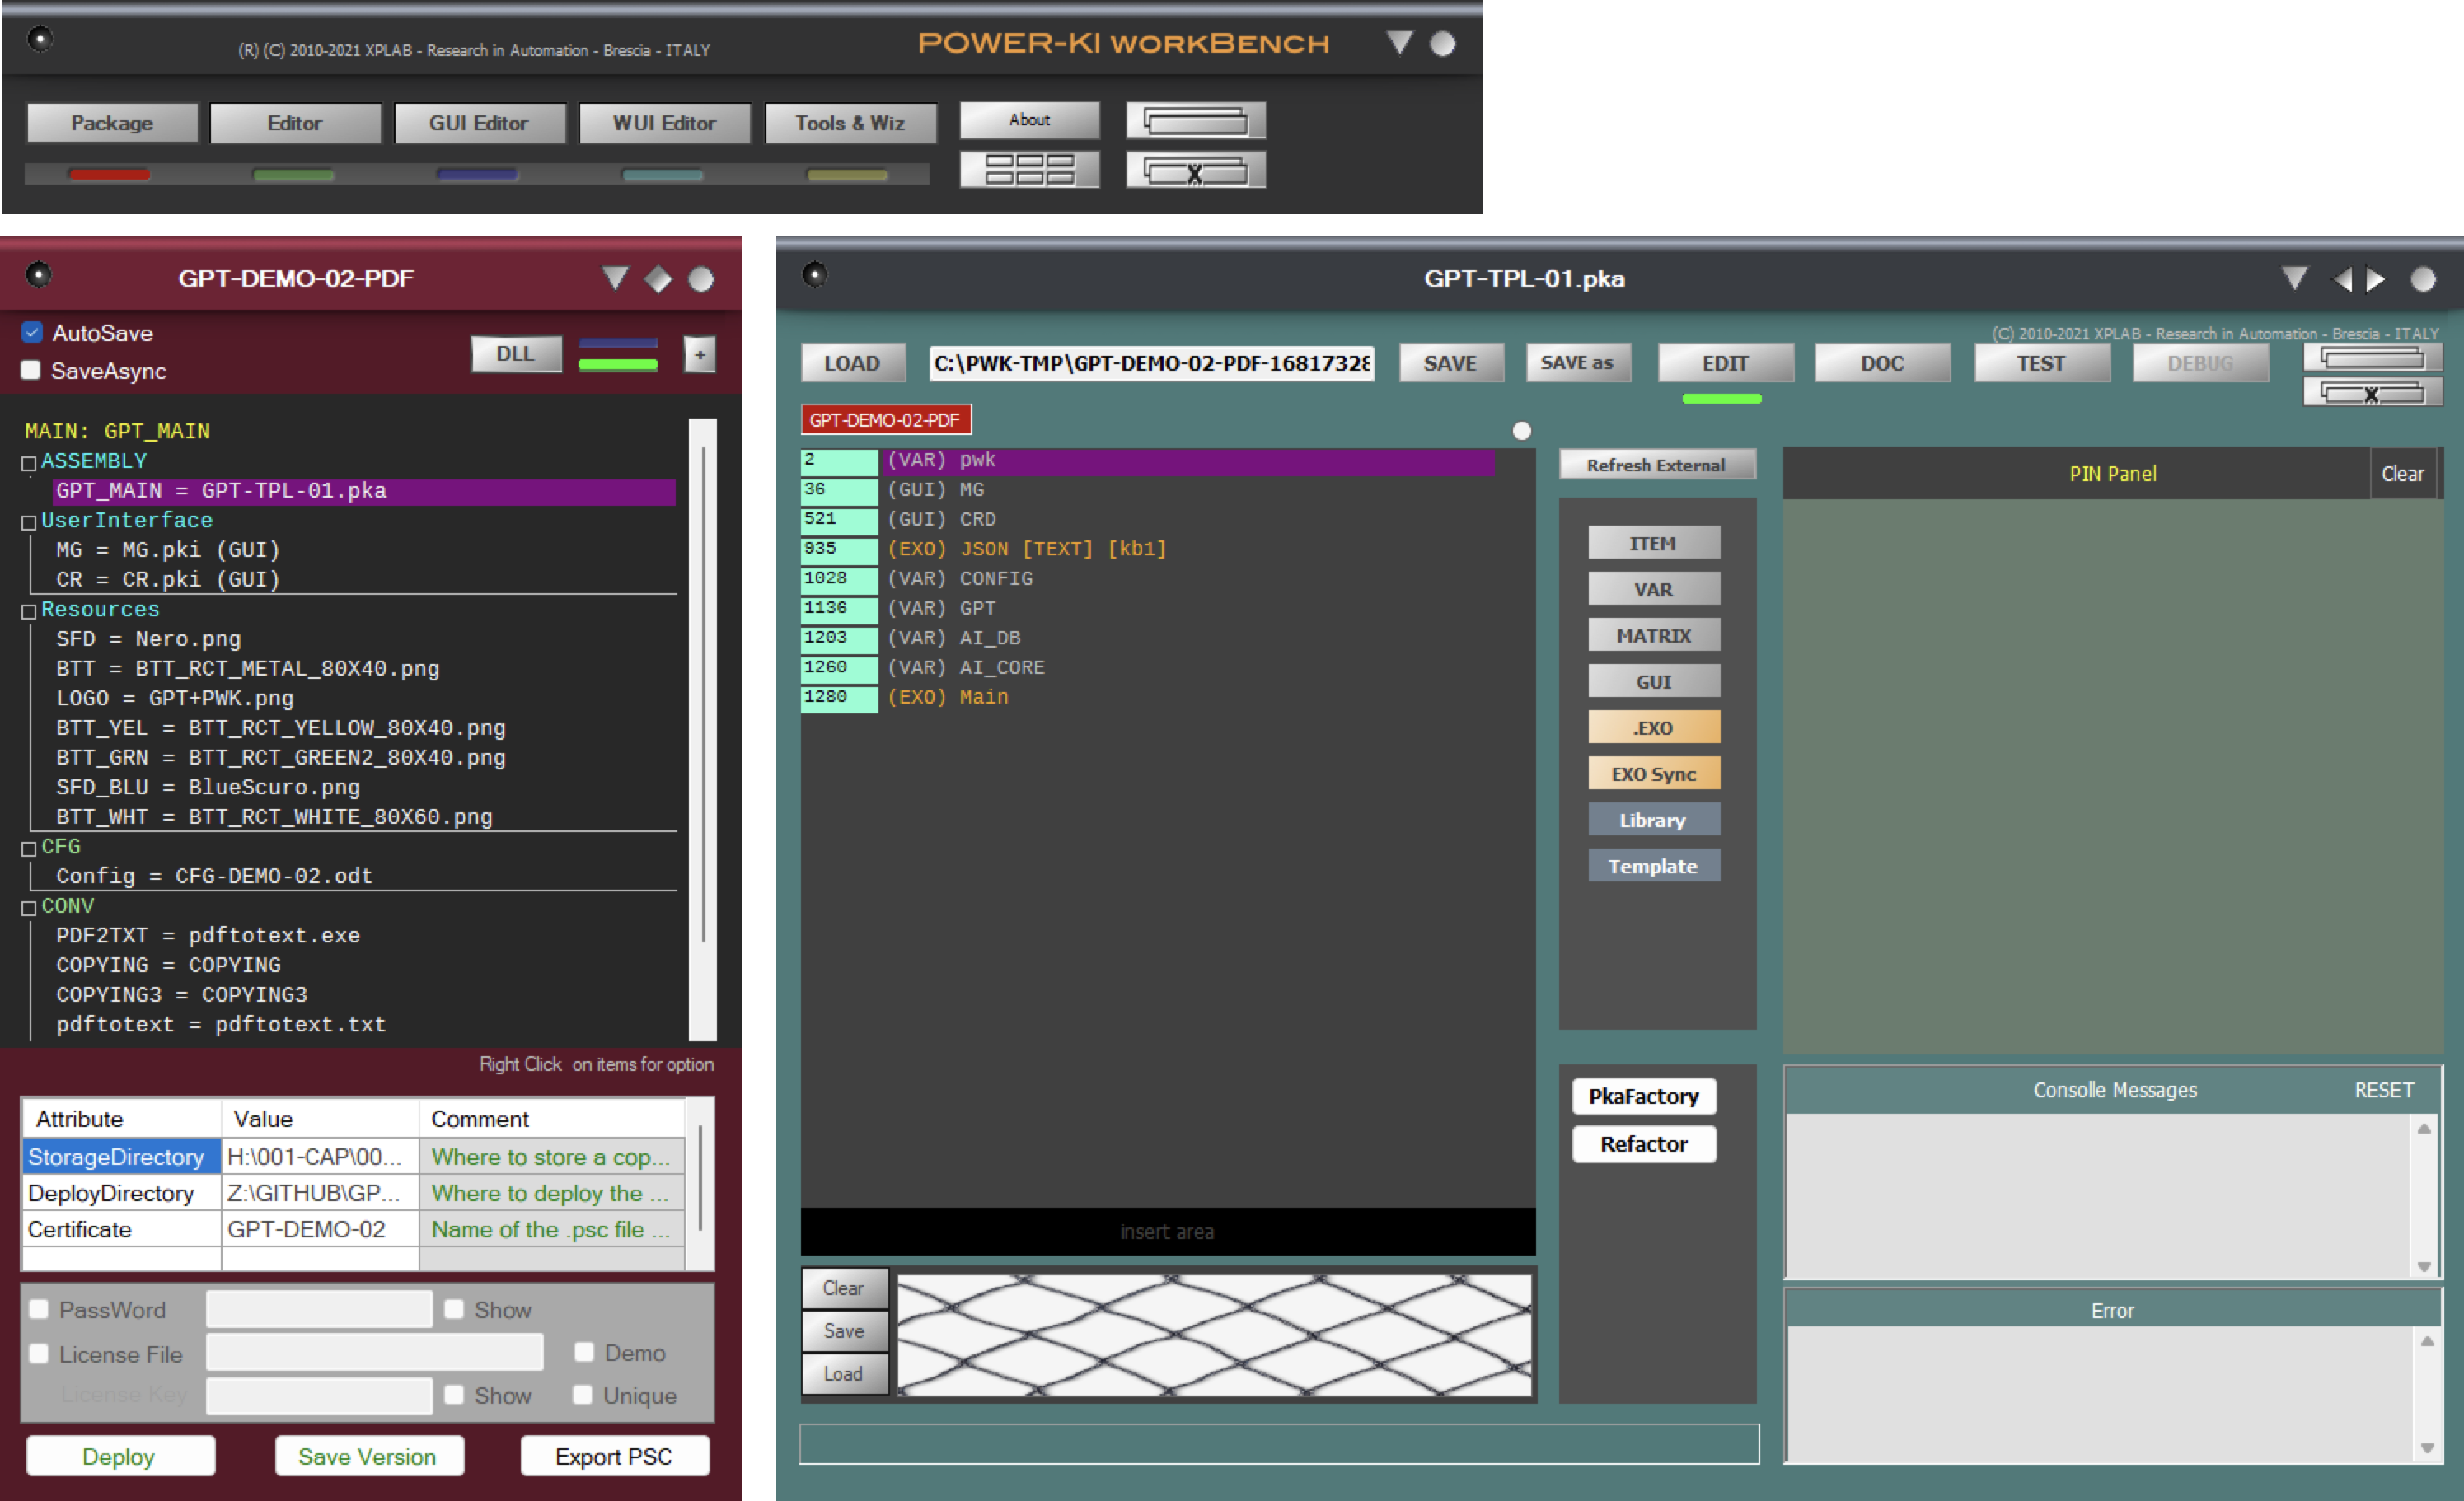 (R) (C) 2010-2021 XPLAB - Research in Automation - Brescia - ITALY
POWER-KI WORKBENCH
Package
Editor
GUI Editor
WUI Editor
Tools & Wiz
About
X
GPT-DEMO-02-PDF
AutoSave
SaveAsync
DLL
+
MAIN: GPT_MAIN
ASSEMBLY
GPT_MAIN = GPT-TPL-01.pka
UserInterface
MG = MG.pki (GUI)
CR = CR.pki (GUI)
Resources
SFD = Nero.png
BTT = BTT_RCT_METAL_80X40.png
LOGO = GPT+PWK.png
BTT_YEL = BTT_RCT_YELLOW_80X40.png
BTT_GRN = BTT_RCT_GREEN2_80X40.png
SFD_BLU = BlueScuro.png
BTT_WHT = BTT_RCT_WHITE_80X60.png
CFG
Config = CFG-DEMO-02.odt
CONV
PDF2TXT = pdftotext.exe
COPYING = COPYING
COPYING3 = COPYING3
pdftotext = pdftotext.txt
Right Click on items for option
Attribute Value Comment
StorageDirectory H:\001-CAP\00... Where to store a cop...
DeployDirectory Z:\GITHUB\GP... Where to deploy the ...
Certificate GPT-DEMO-02 Name of the .psc file ...
PassWord Show
License File Demo
License Key Show Unique
Deploy
Save Version
Export PSC
GPT-TPL-01.pka
(C) 2010-2021 XPLAB - Research in Automation - Brescia - ITALY
LOAD
C:\PWK-TMP\GPT-DEMO-02-PDF-16817328
SAVE
SAVE as
EDIT
DOC
TEST
DEBUG
X
GPT-DEMO-02-PDF
2 (VAR) pwk
36 (GUI) MG
521 (GUI) CRD
935 (EXO) JSON [TEXT] [kb1]
1028 (VAR) CONFIG
1136 (VAR) GPT
1203 (VAR) AI_DB
1260 (VAR) AI_CORE
1280 (EXO) Main
insert area
Clear
Save
Load
Refresh External
ITEM
VAR
MATRIX
GUI
.EXO
EXO Sync
Library
Template
PkaFactory
Refactor
PIN Panel
Clear
Consolle Messages
RESET
Error